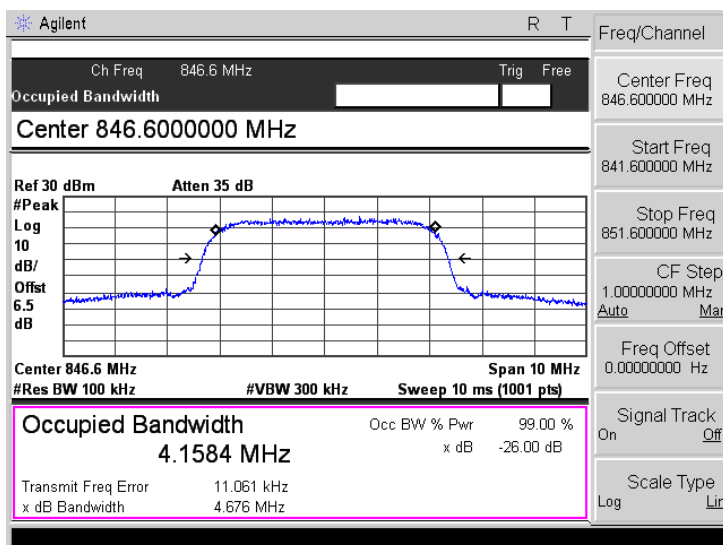 Agilent
R T
Freq/Channel
Ch Freq 846.6 MHz Trig Free
Occupied Bandwidth
Center 846.6000000 MHz
Center Freq
846.600000 MHz
Start Freq
841.600000 MHz
Stop Freq
851.600000 MHz
CF Step
1.00000000 MHz
Auto Man
Freq Offset
0.00000000 Hz
Signal Track
On Off
Scale Type
Log Lin
Ref 30 dBm Atten 35 dB
#Peak
Log
10
dB/
Offst
6.5
dB
Center 846.6 MHz Span 10 MHz
#Res BW 100 kHz #VBW 300 kHz Sweep 10 ms (1001 pts)
Occupied Bandwidth
4.1584 MHz
Occ BW % Pwr 99.00 %
x dB -26.00 dB
Transmit Freq Error 11.061 kHz
x dB Bandwidth 4.676 MHz